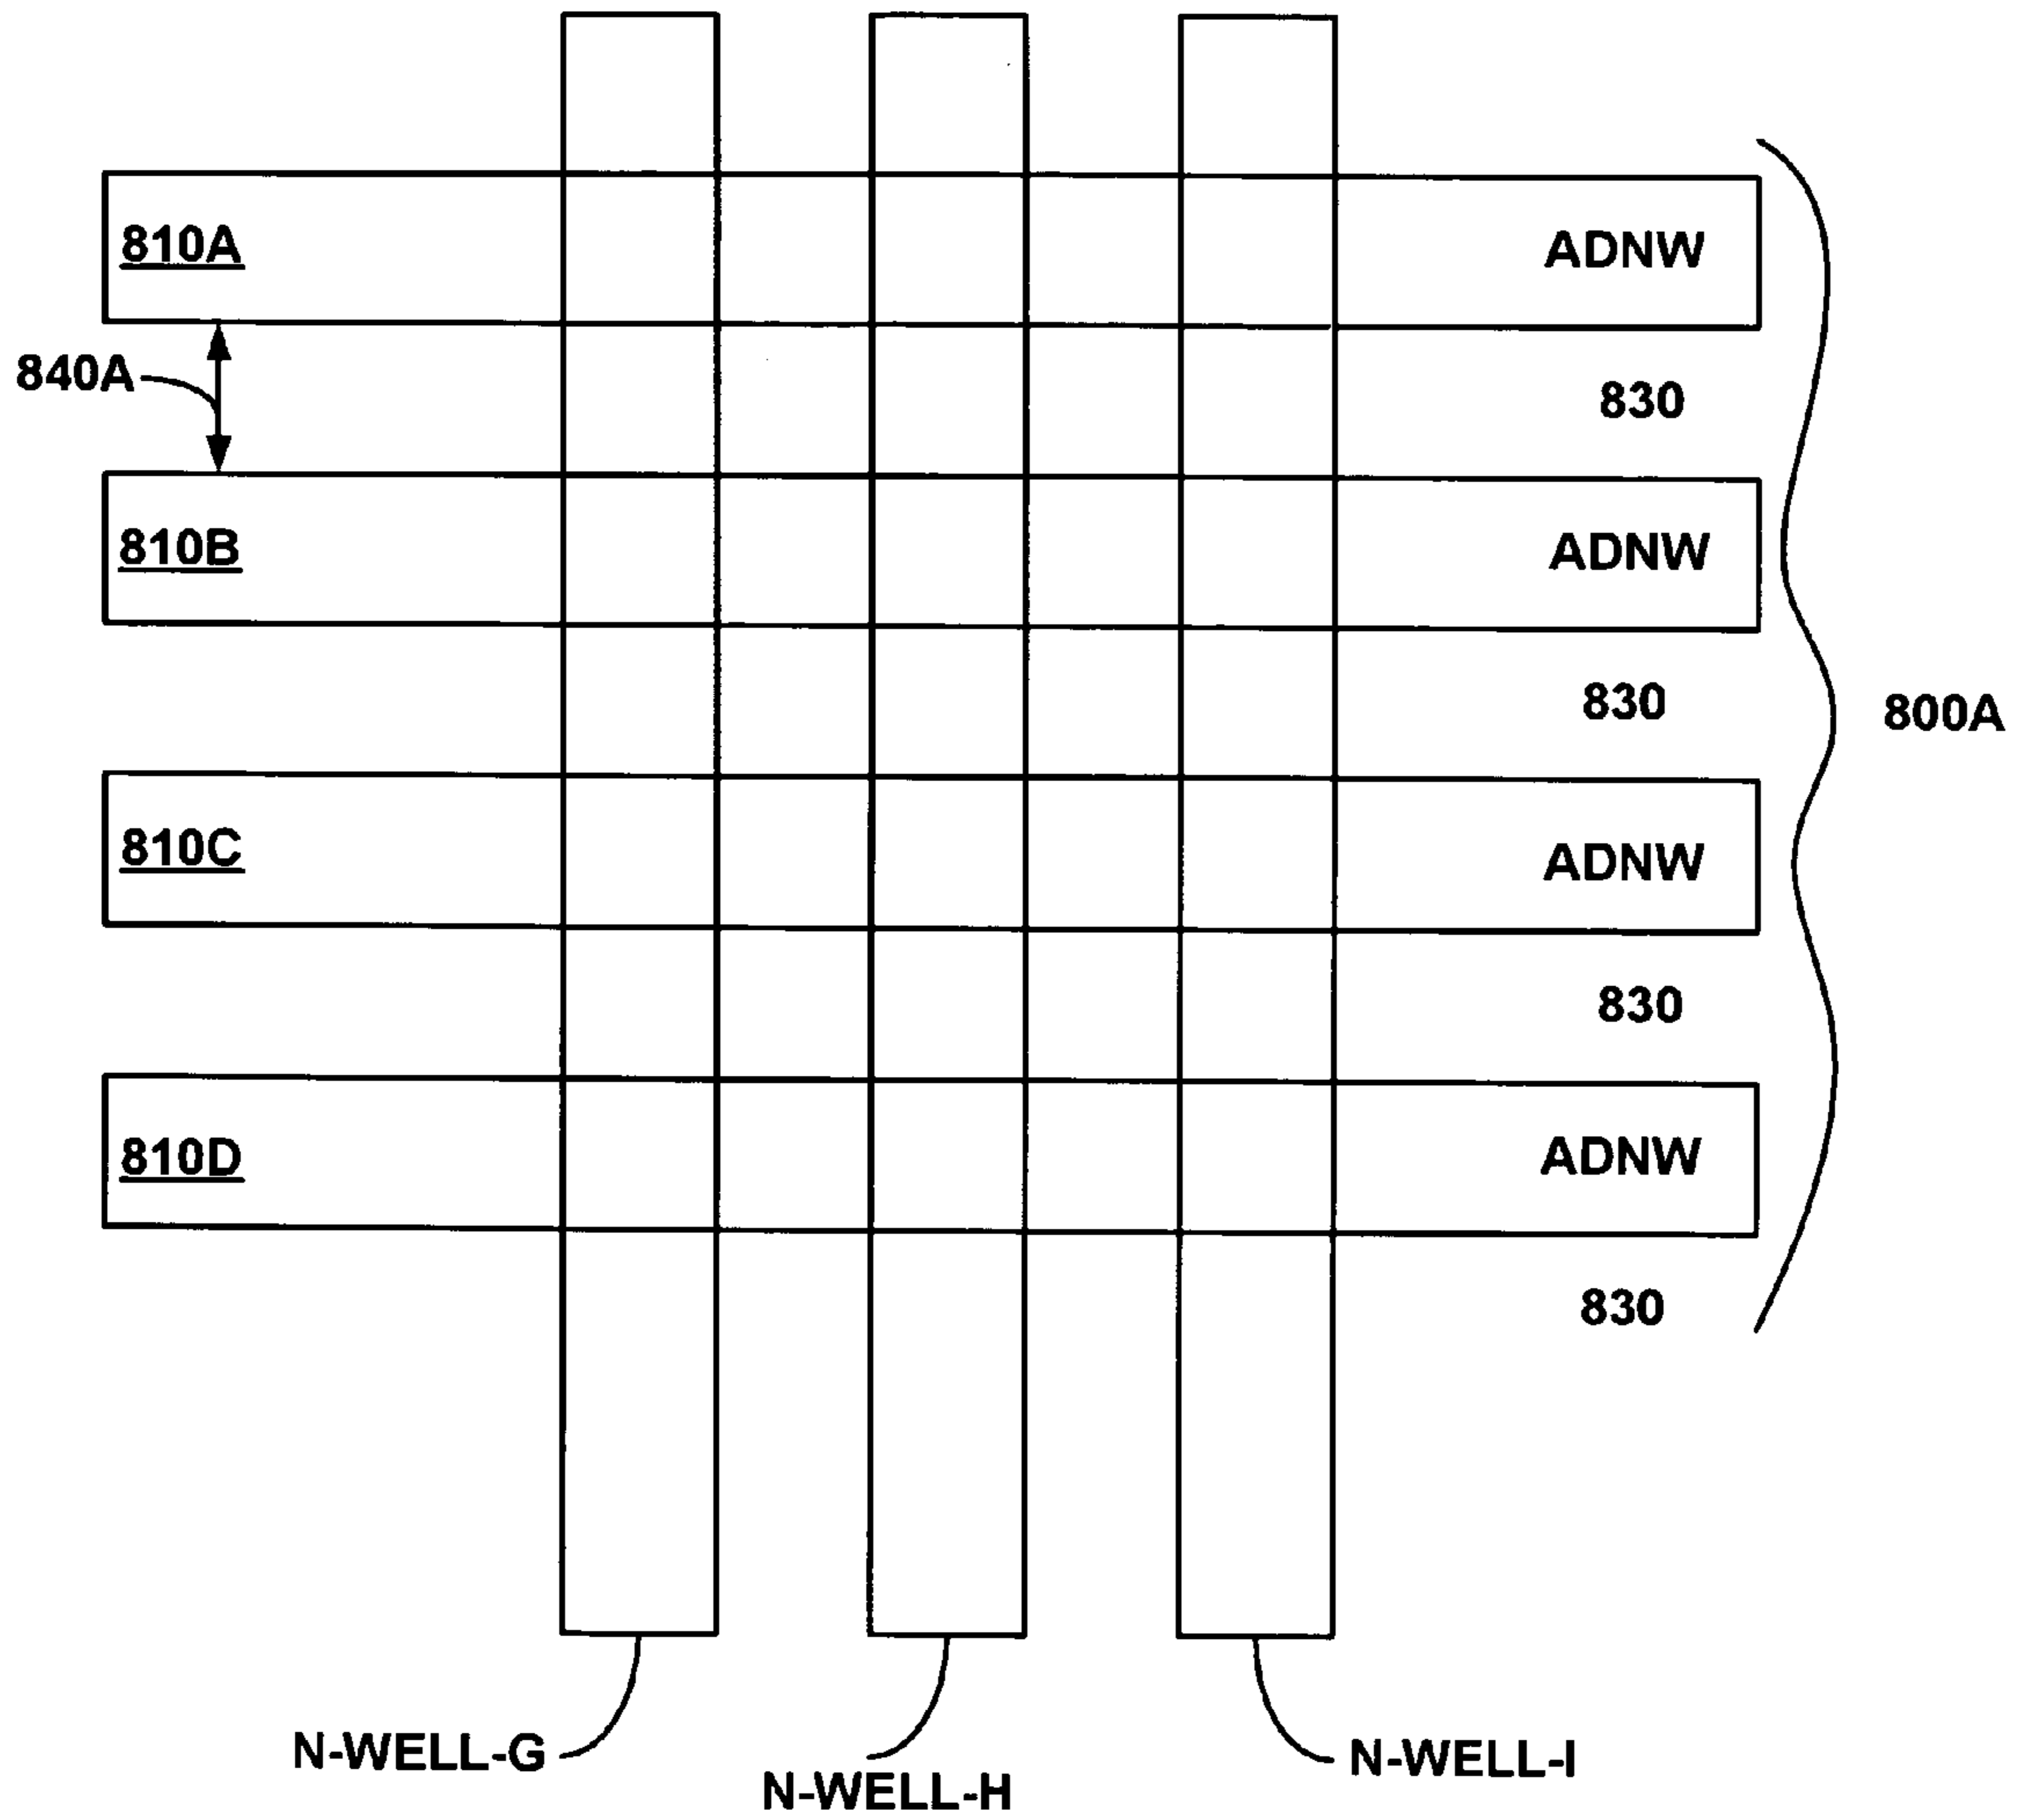 810A ADNW
840A
830
810B ADNW
830
800A
810C ADNW
830
810D ADNW
830
N-WELL-G
N-WELL-H
N-WELL-I